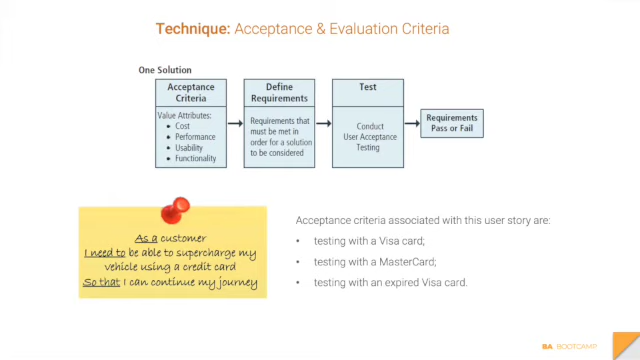 Technique: Acceptance & Evaluation Criteria
One Solution
Acceptance
Criteria
Value Attributes:
• Cost
• Performance
• Usability
• Functionality
Define
Requirements
Requirements that
must be met in
order for a solution
to be considered
Test
Conduct
User Acceptance
Testing
Requirements
Pass or Fail
As a customer
I need to be able to supercharge my
vehicle using a credit card
So that I can continue my journey
Acceptance criteria associated with this user story are:
• testing with a Visa card;
• testing with a MasterCard;
• testing with an expired Visa card.
BA BOOTCAMP